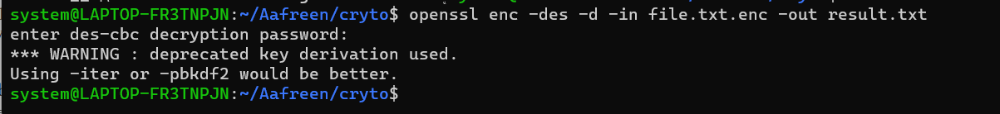 system@LAPTOP-FR3TNPJN:~/Aafreen/cryto$ openssl enc -des -d -in file.txt.enc -out result.txt
enter des-cbc decryption password:
*** WARNING : deprecated key derivation used.
Using -iter or -pbkdf2 would be better.
system@LAPTOP-FR3TNPJN:~/Aafreen/cryto$